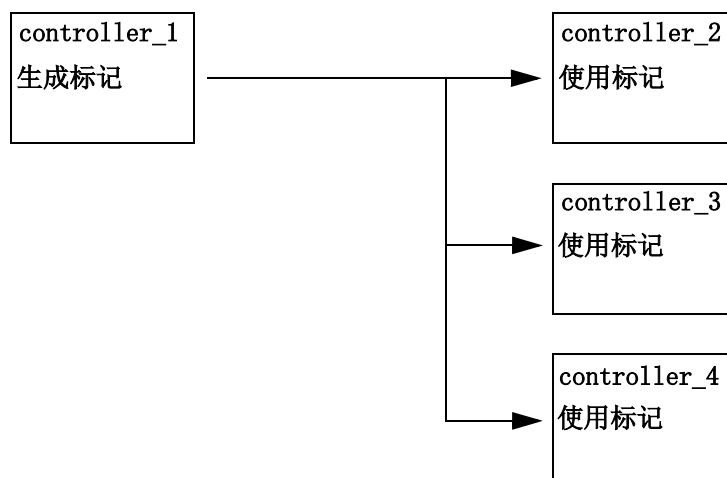 controller_1
生成标记
controller_2
使用标记
controller_3
使用标记
controller_4
使用标记